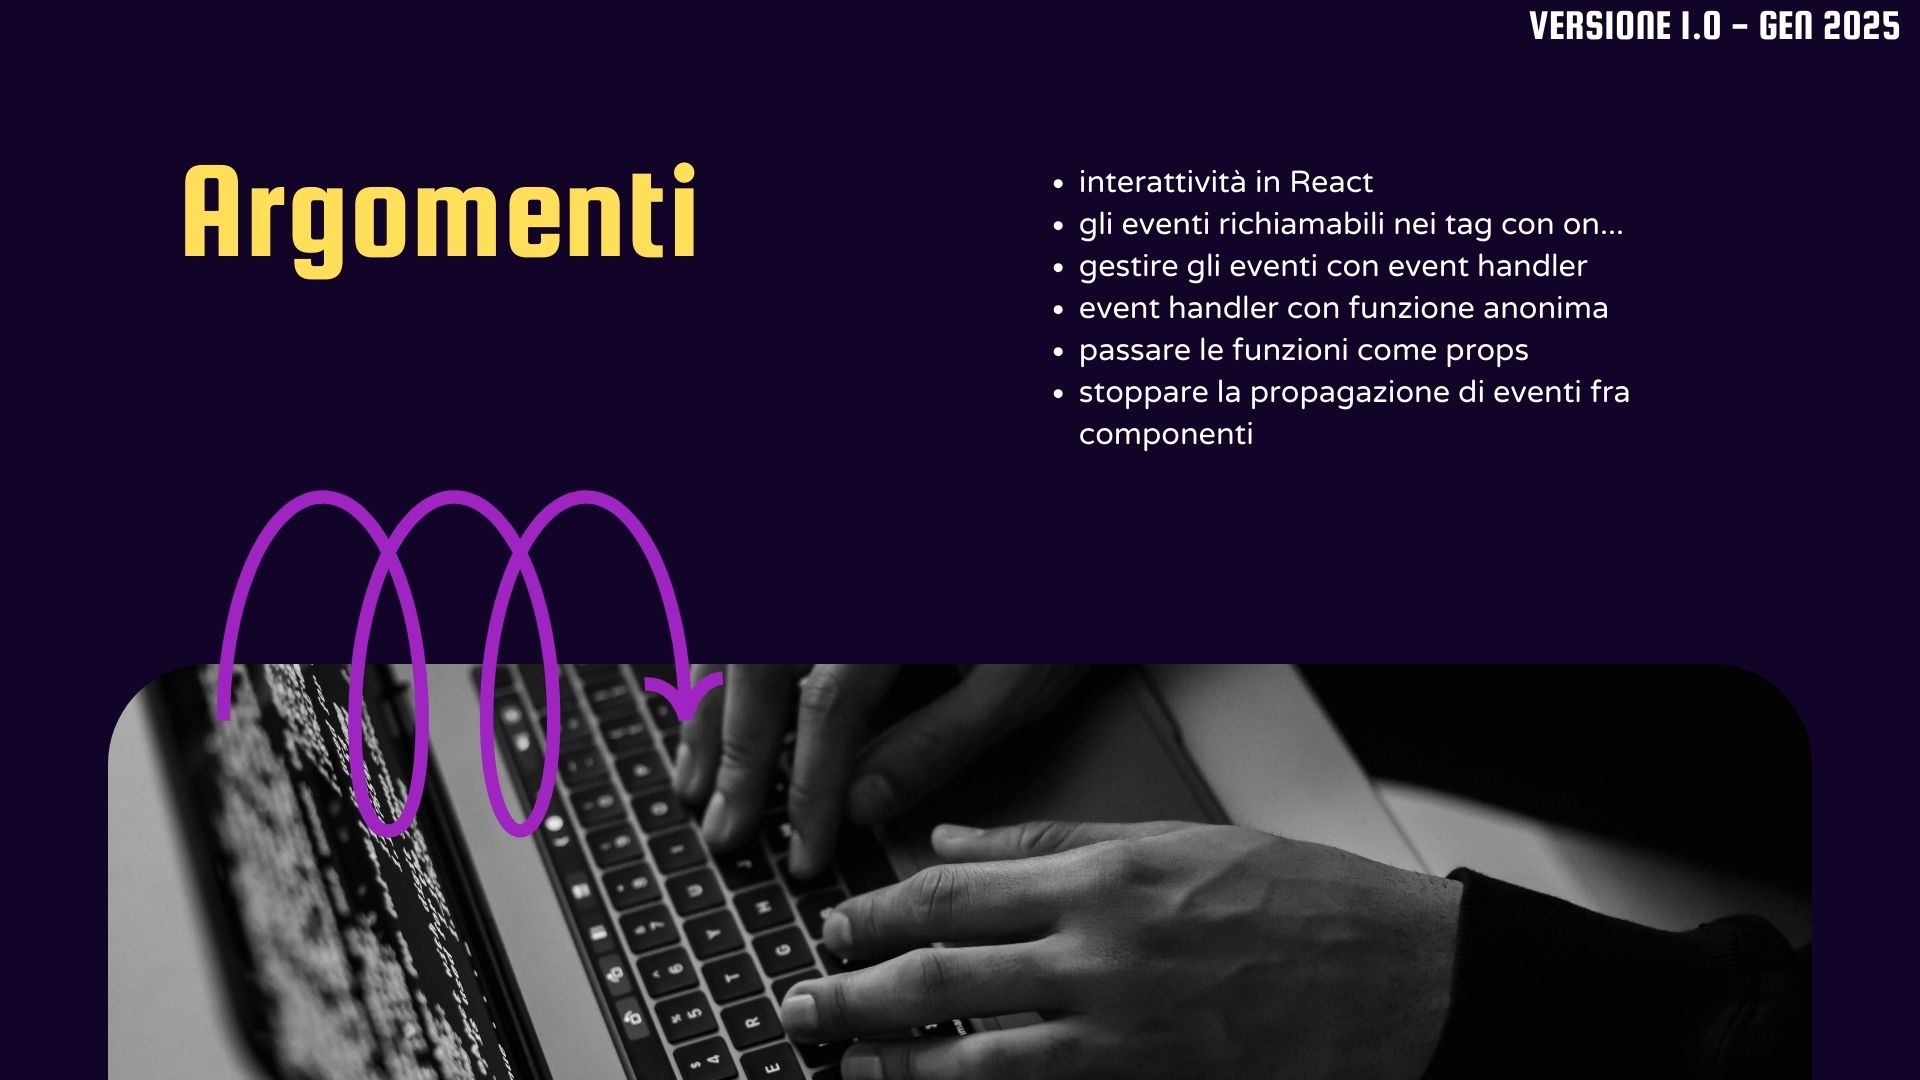 VERSIONE 1.0 - GEN 2025
Argomenti
• interattività in React
• gli eventi richiamabili nei tag con on...
• gestire gli eventi con event handler
• event handler con funzione anonima
• passare le funzioni come props
• stoppare la propagazione di eventi fra
componenti